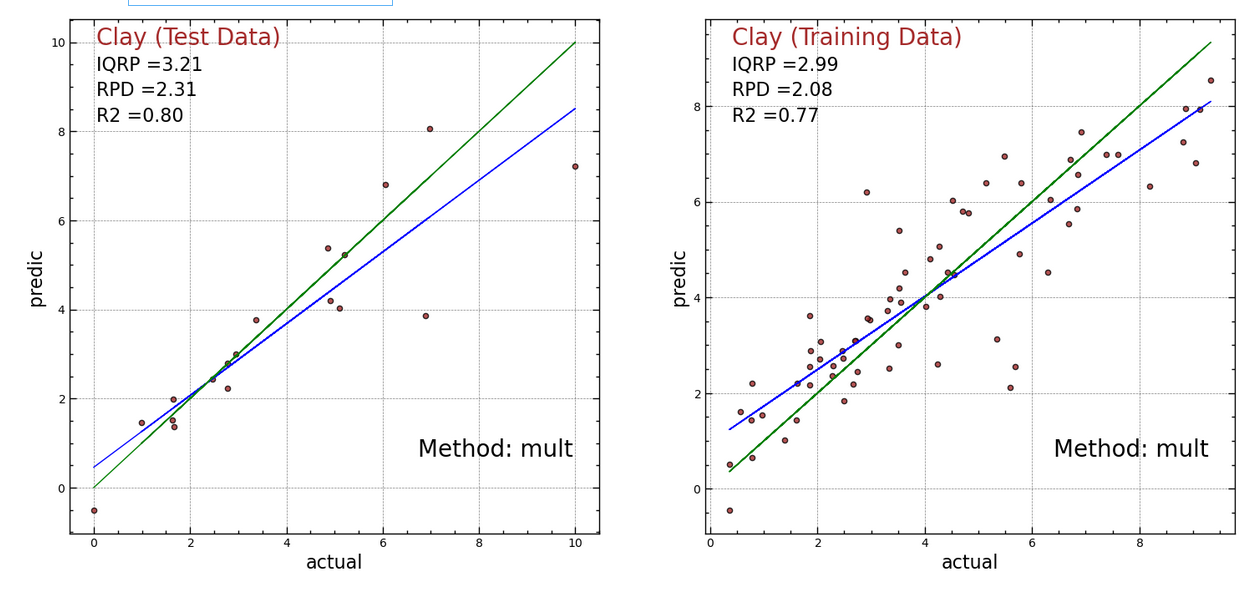 Clay (Test Data)
IQRP =3.21
RPD =2.31
R2 =0.80
10
8
6
4
2
0
predic
Method: mult
0 2 4 6 8 10
actual
Clay (Training Data)
IQRP =2.99
RPD =2.08
R2 =0.77
8
6
4
2
0
predic
Method: mult
0 2 4 6 8
actual